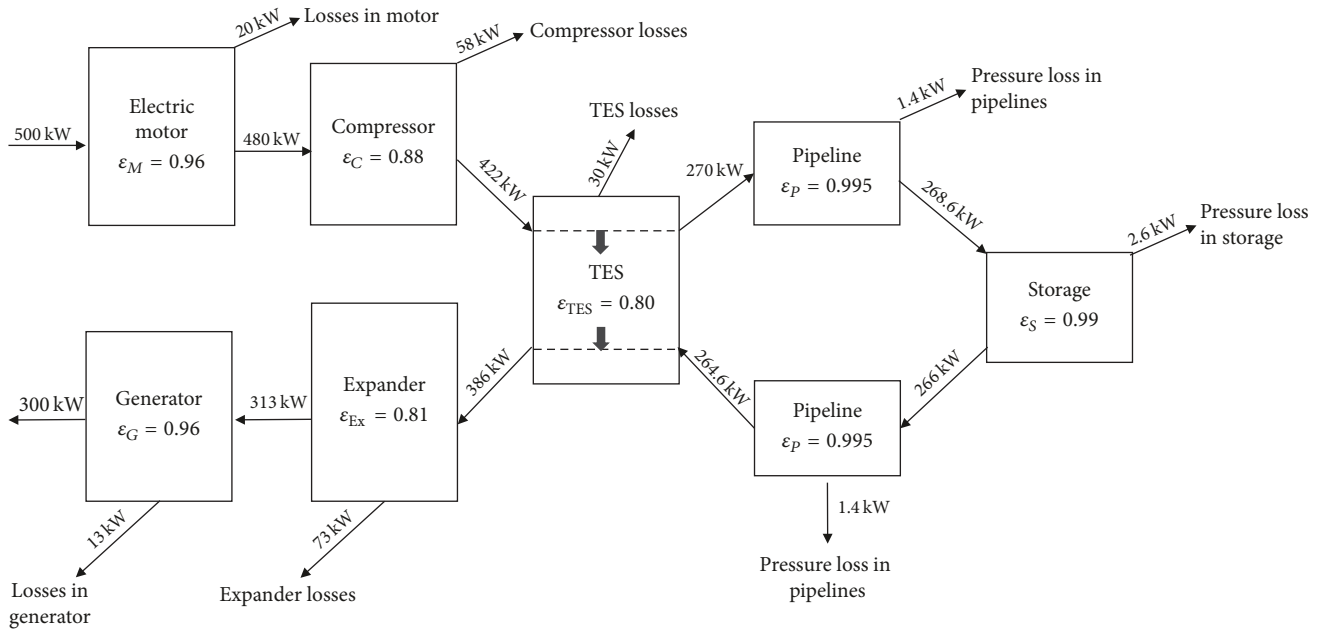 20 kW
Losses in motor
Electric
motor
εM = 0.96
500 kW
480 kW
58 kW
Compressor losses
Compressor
εC = 0.88
422 kW
TES losses
30 kW
TES
εTES = 0.80
270 kW
1.4 kW
Pressure loss in
pipelines
Pipeline
εP = 0.995
268.6 kW
2.6 kW
Pressure loss
in storage
Storage
εS = 0.99
266 kW
Pipeline
εP = 0.995
264.6 kW
1.4 kW
Pressure loss in
pipelines
386 kW
Expander
εEx = 0.81
73 kW
Expander losses
313 kW
Generator
εG = 0.96
300 kW
13 kW
Losses in
generator